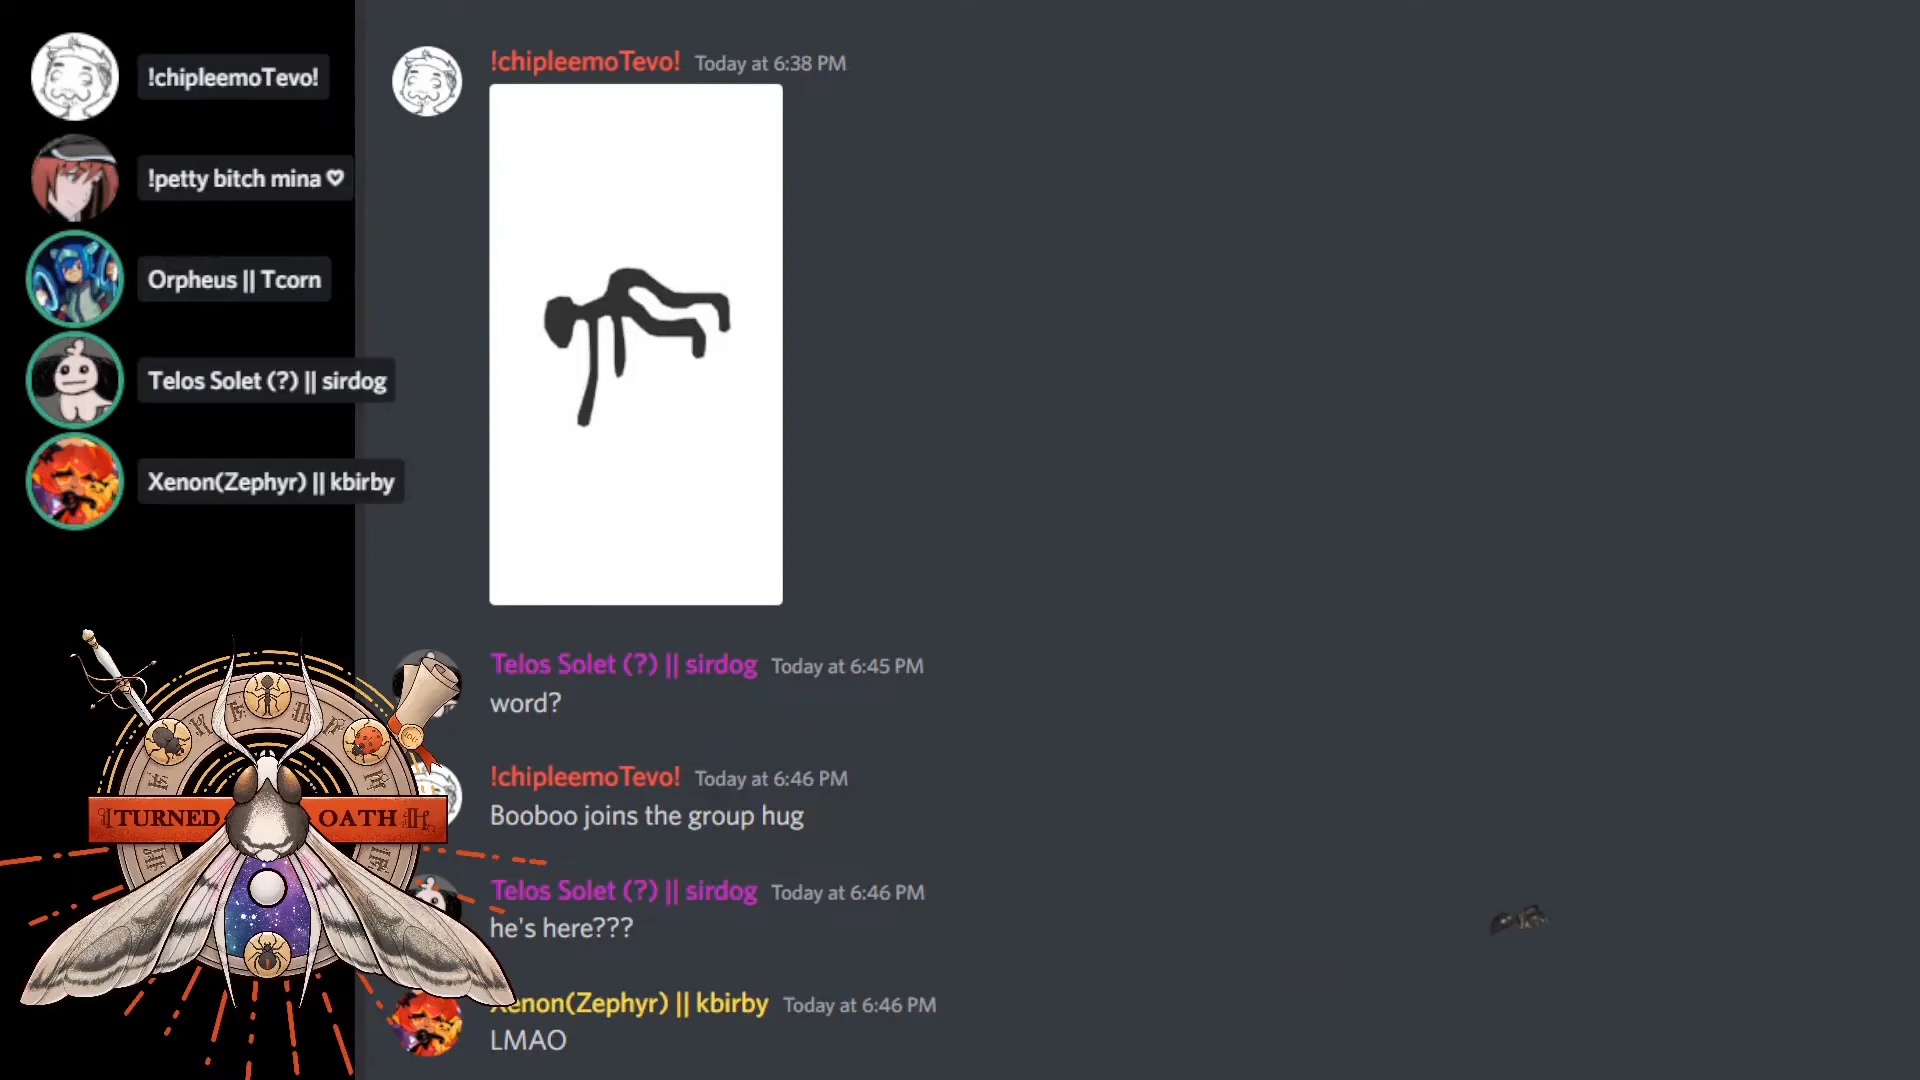 !chipleemoTevo!
!petty bitch mina ♡
Orpheus || Tcorn
Telos Solet (?) || sirdog
Xenon(Zephyr) || kbirby
!chipleemoTevo! Today at 6:38 PM
Telos Solet (?) || sirdog Today at 6:45 PM
word?
!chipleemoTevo! Today at 6:46 PM
Booboo joins the group hug
Telos Solet (?) || sirdog Today at 6:46 PM
he's here???
Xenon(Zephyr) || kbirby Today at 6:46 PM
LMAO
TURNED OATH